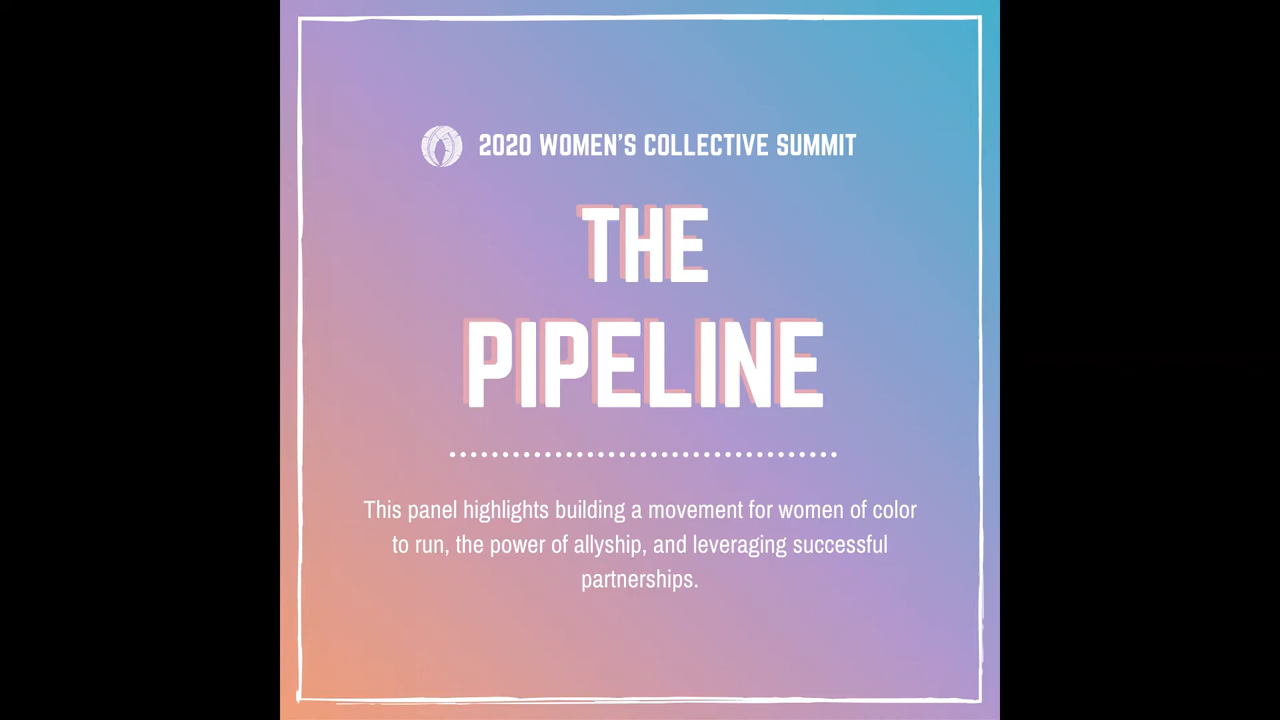 2020 WOMEN'S COLLECTIVE SUMMIT
THE
PIPELINE
This panel highlights building a movement for women of color
to run, the power of allyship, and leveraging successful
partnerships.